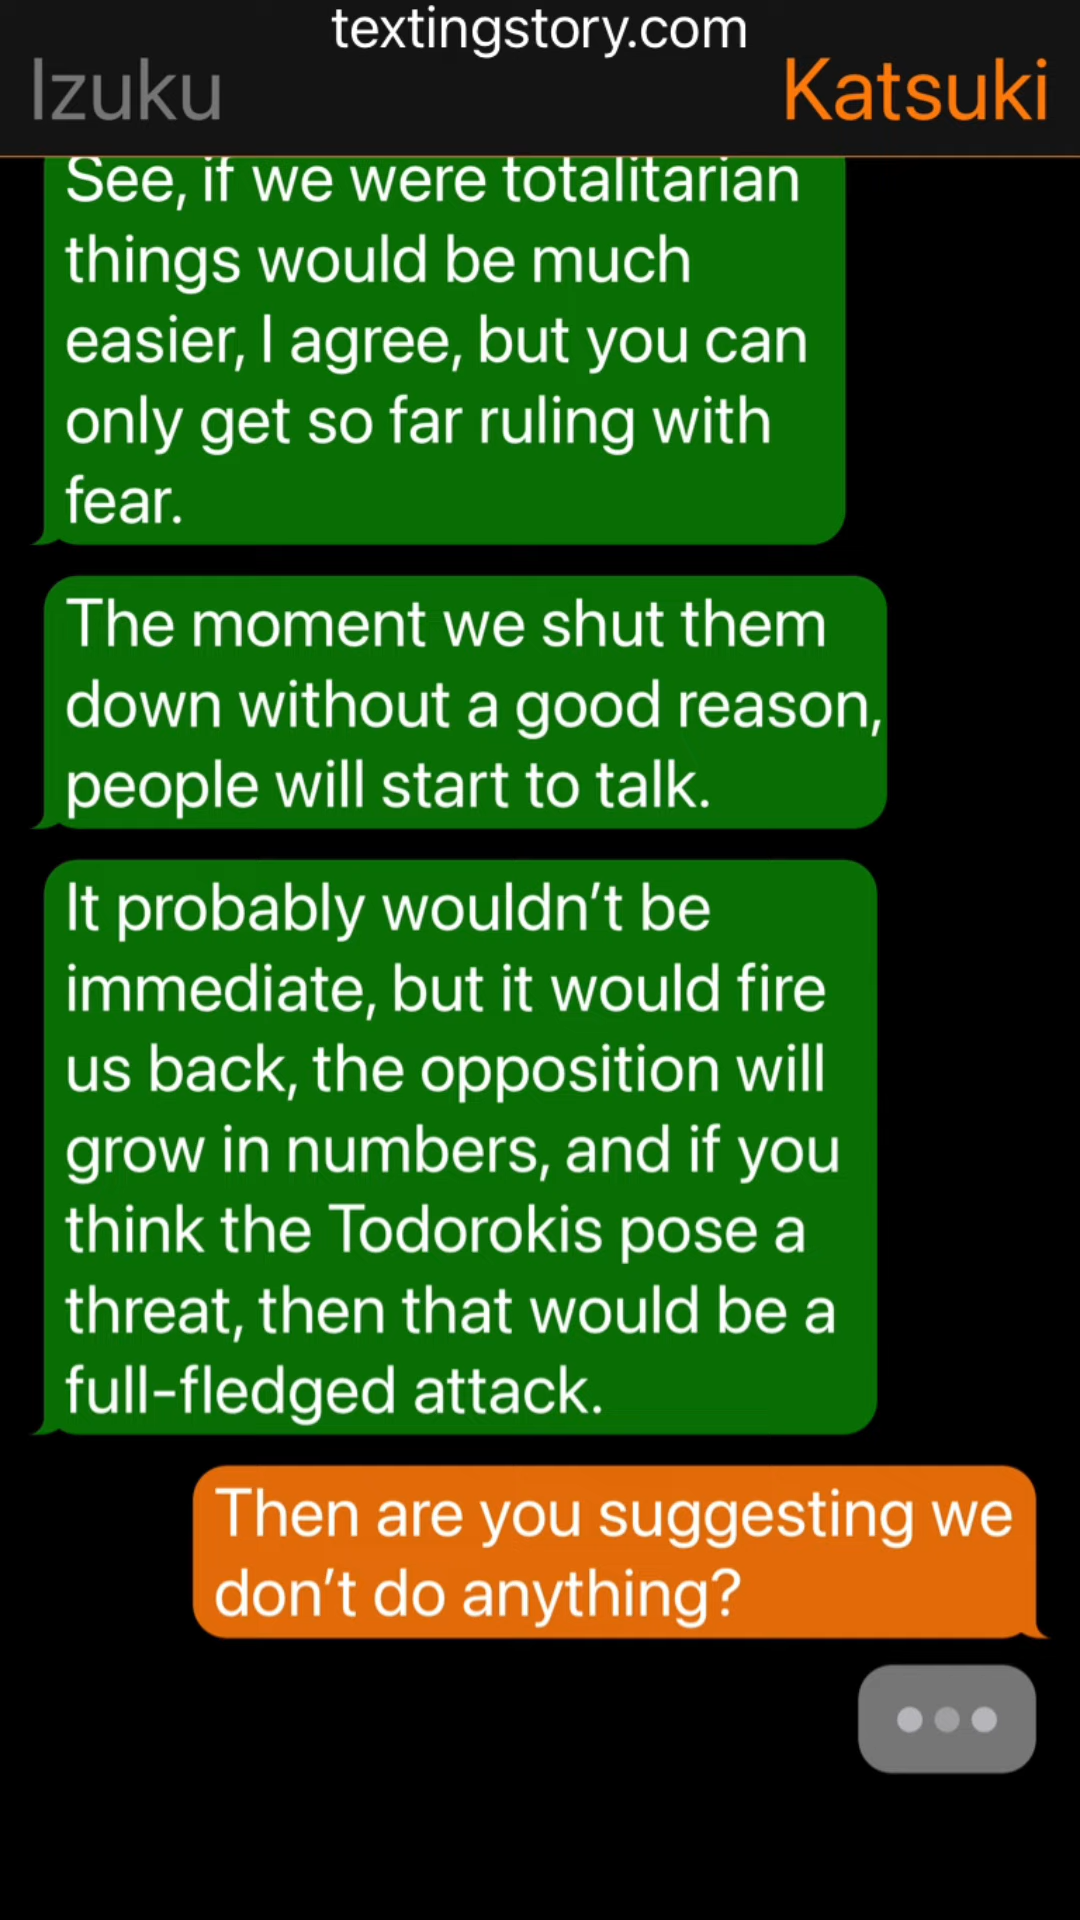 textingstory.com
Izuku
Katsuki
See, if we were totalitarian
things would be much
easier, I agree, but you can
only get so far ruling with
fear.
The moment we shut them
down without a good reason,
people will start to talk.
It probably wouldn’t be
immediate, but it would fire
us back, the opposition will
grow in numbers, and if you
think the Todorokis pose a
threat, then that would be a
full-fledged attack.
Then are you suggesting we
don’t do anything?